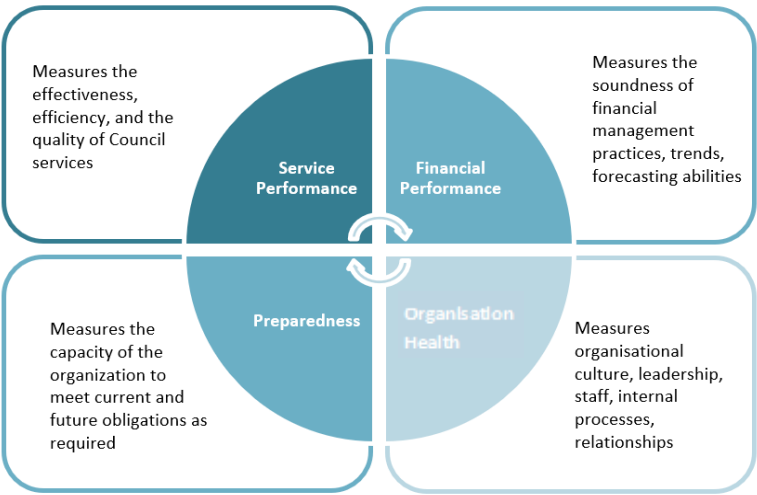 Measures the
effectiveness,
efficiency, and the
quality of Council
services
Service
Performance
Financial
Performance
Measures the
soundness of
financial
management
practices, trends,
forecasting abilities
Measures the
capacity of the
organization to
meet current and
future obligations as
required
Preparedness
Organisation
Health
Measures
organisational
culture, leadership,
staff, internal
processes,
relationships